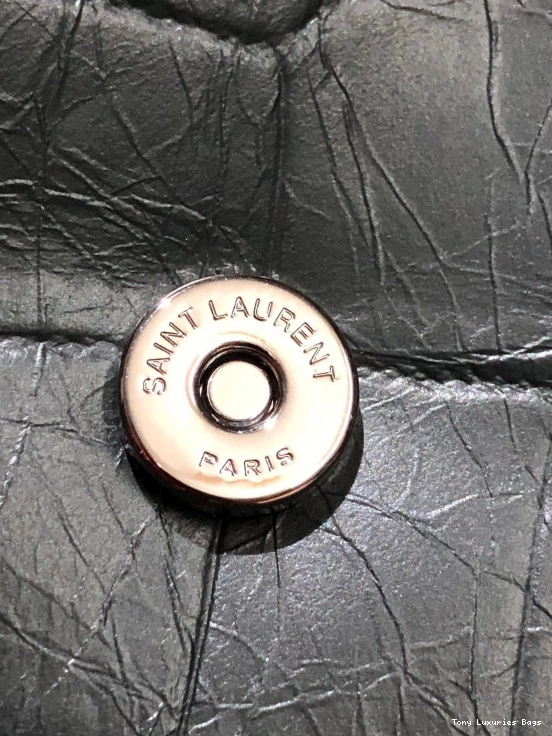 SAINT LAURENT
PARIS
Tony Luxuries Bags